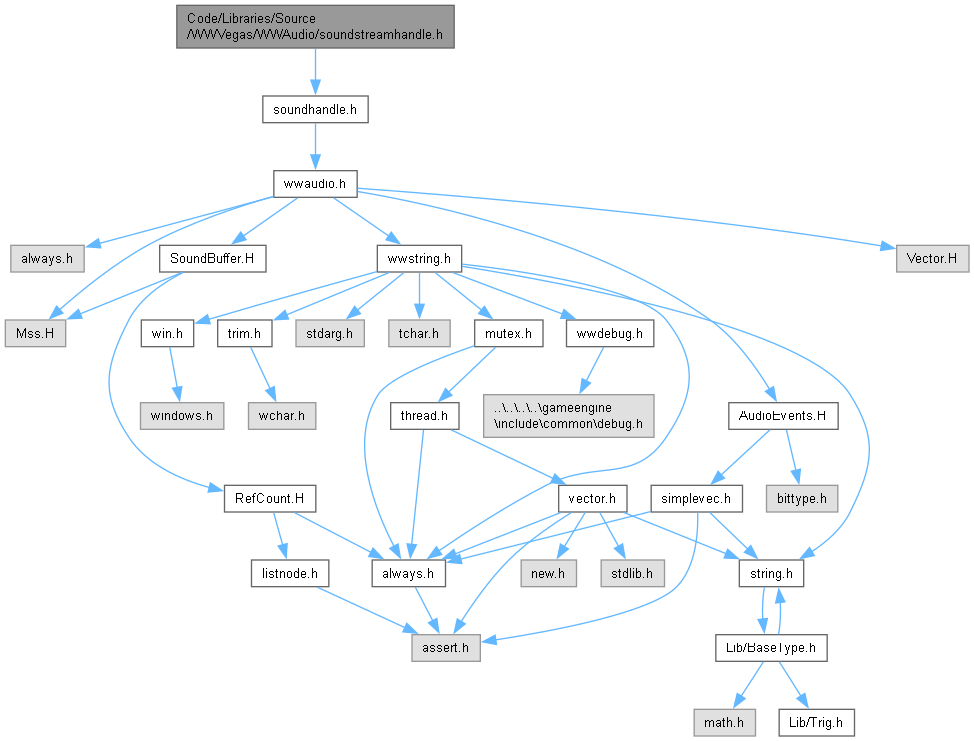 Code/Libraries/Source
/WWVegas/WWAudio/soundstreamhandle.h
soundhandle.h
wwaudio.h
always.h
SoundBuffer.H
wwstring.h
Vector.H
Mss.H
win.h
trim.h
stdarg.h
tchar.h
mutex.h
wwdebug.h
windows.h
wchar.h
thread.h
..\..\..\..\gameengine
\include\common\debug.h
AudioEvents.H
RefCount.H
vector.h
simplevec.h
bittype.h
listnode.h
always.h
new.h
stdlib.h
string.h
assert.h
Lib/BaseType.h
math.h
Lib/Trig.h